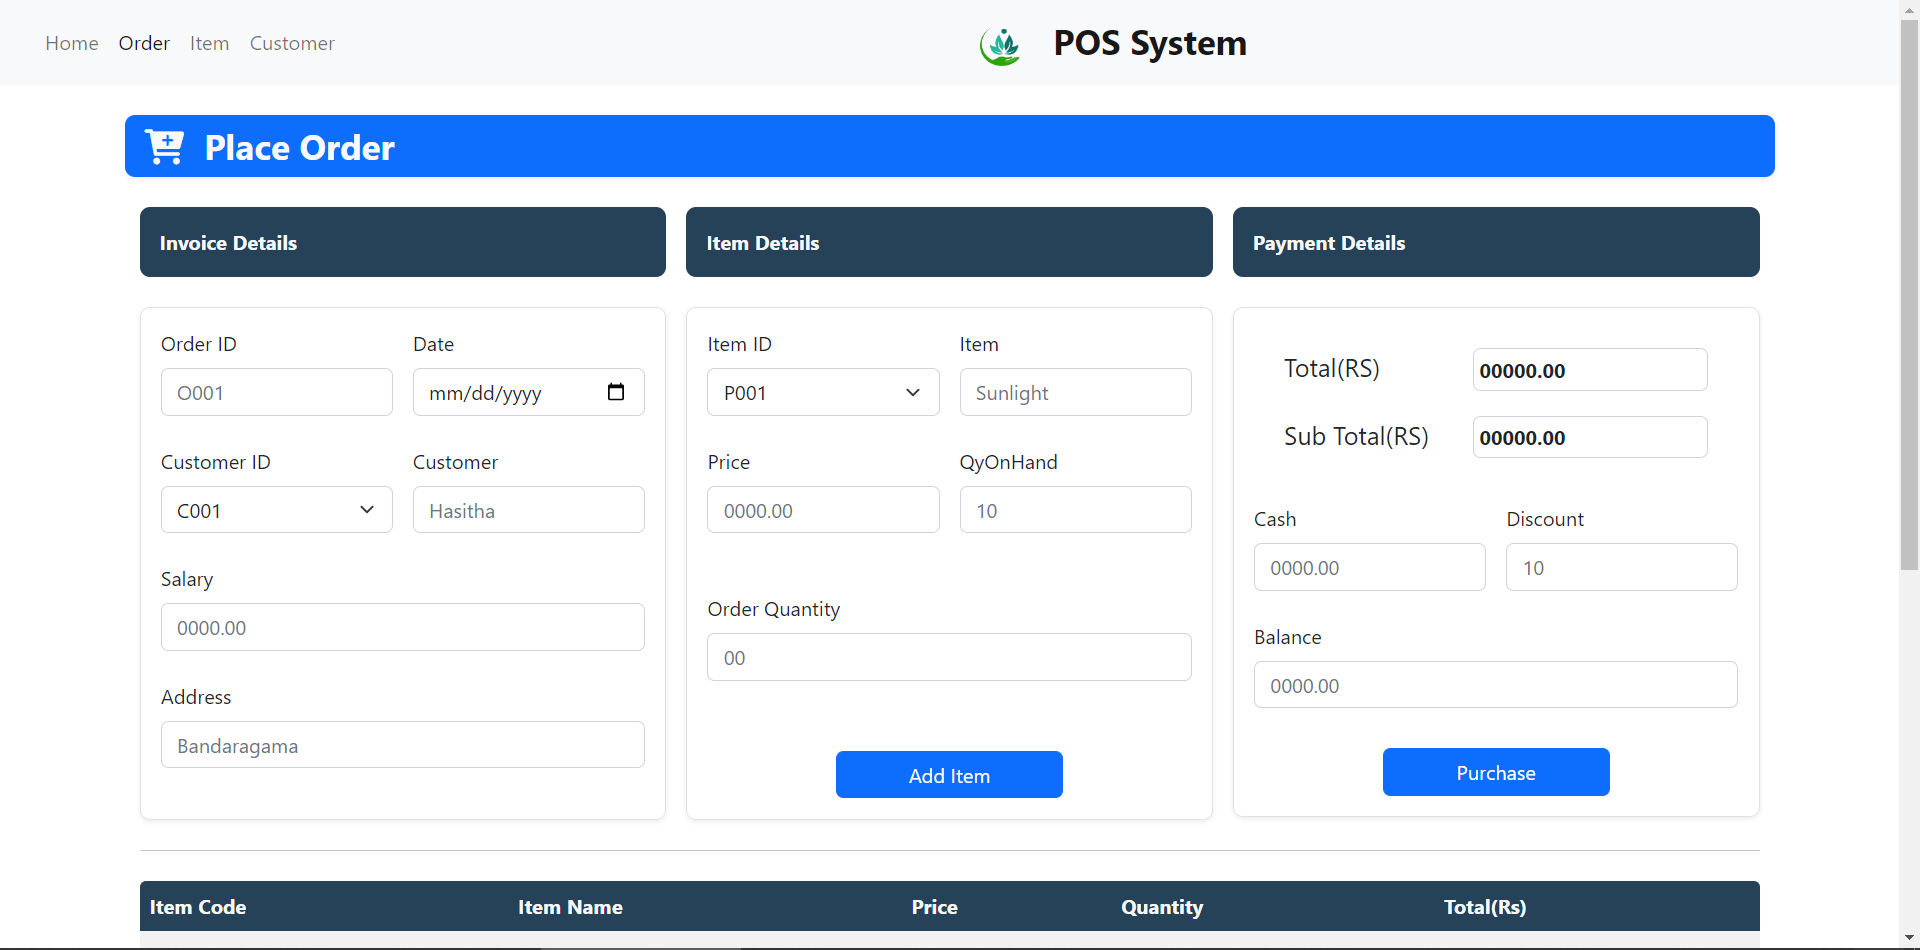 Home Order Item Customer POS System
Place Order
Invoice Details
Order ID Date
O001 mm/dd/yyyy
Customer ID Customer
C001 Hasitha
Salary
0000.00
Address
Bandaragama
Item Details
Item ID Item
P001 Sunlight
Price QyOnHand
0000.00 10
Order Quantity
00
Add Item
Payment Details
Total(RS) 00000.00
Sub Total(RS) 00000.00
Cash Discount
0000.00 10
Balance
0000.00
Purchase
Item Code Item Name Price Quantity Total(Rs)